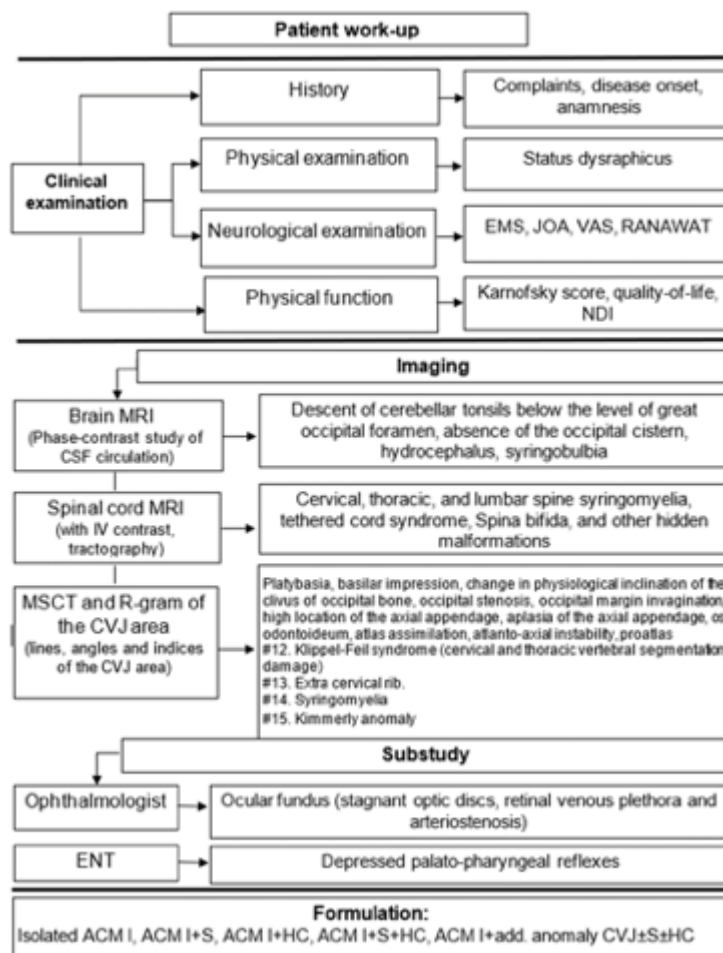 Patient work-up
History
Complaints, disease onset,
anamnesis
Physical examination
Status dysraphicus
Clinical
examination
Neurological examination
EMS, JOA, VAS, RANAWAT
Physical function
Karnofsky score, quality-of-life,
NDI
Imaging
Brain MRI
(Phase-contrast study of
CSF circulation)
Descent of cerebellar tonsils below the level of great
occipital foramen, absence of the occipital cistern,
hydrocephalus, syringobulbia
Spinal cord MRI
(with IV contrast,
tractography)
Cervical, thoracic, and lumbar spine syringomyelia,
tethered cord syndrome, Spina bifida, and other hidden
malformations
MSCT and R-gram of
the CVJ area
(lines, angles and indices
of the CVJ area)
Platybasia, basilar impression, change in physiological inclination of the
clivus of occipital bone, occipital stenosis, occipital margin invagination
high location of the axial appendage, aplasia of the axial appendage, os
odontoideum, atlas assimilation, atlanto-axial instability, proatlas
#12. Klippel-Feil syndrome (cervical and thoracic vertebral segmentation
damage)
#13. Extra cervical rib.
#14. Syringomyelia
#15. Kimmerly anomaly
Substudy
Ophthalmologist
Ocular fundus (stagnant optic discs, retinal venous plethora and
arteriostenosis)
ENT
Depressed palato-pharyngeal reflexes
Formulation:
Isolated ACM I, ACM I+S, ACM I+HC, ACM I+S+HC, ACM I+add. anomaly CVJ±S±HC